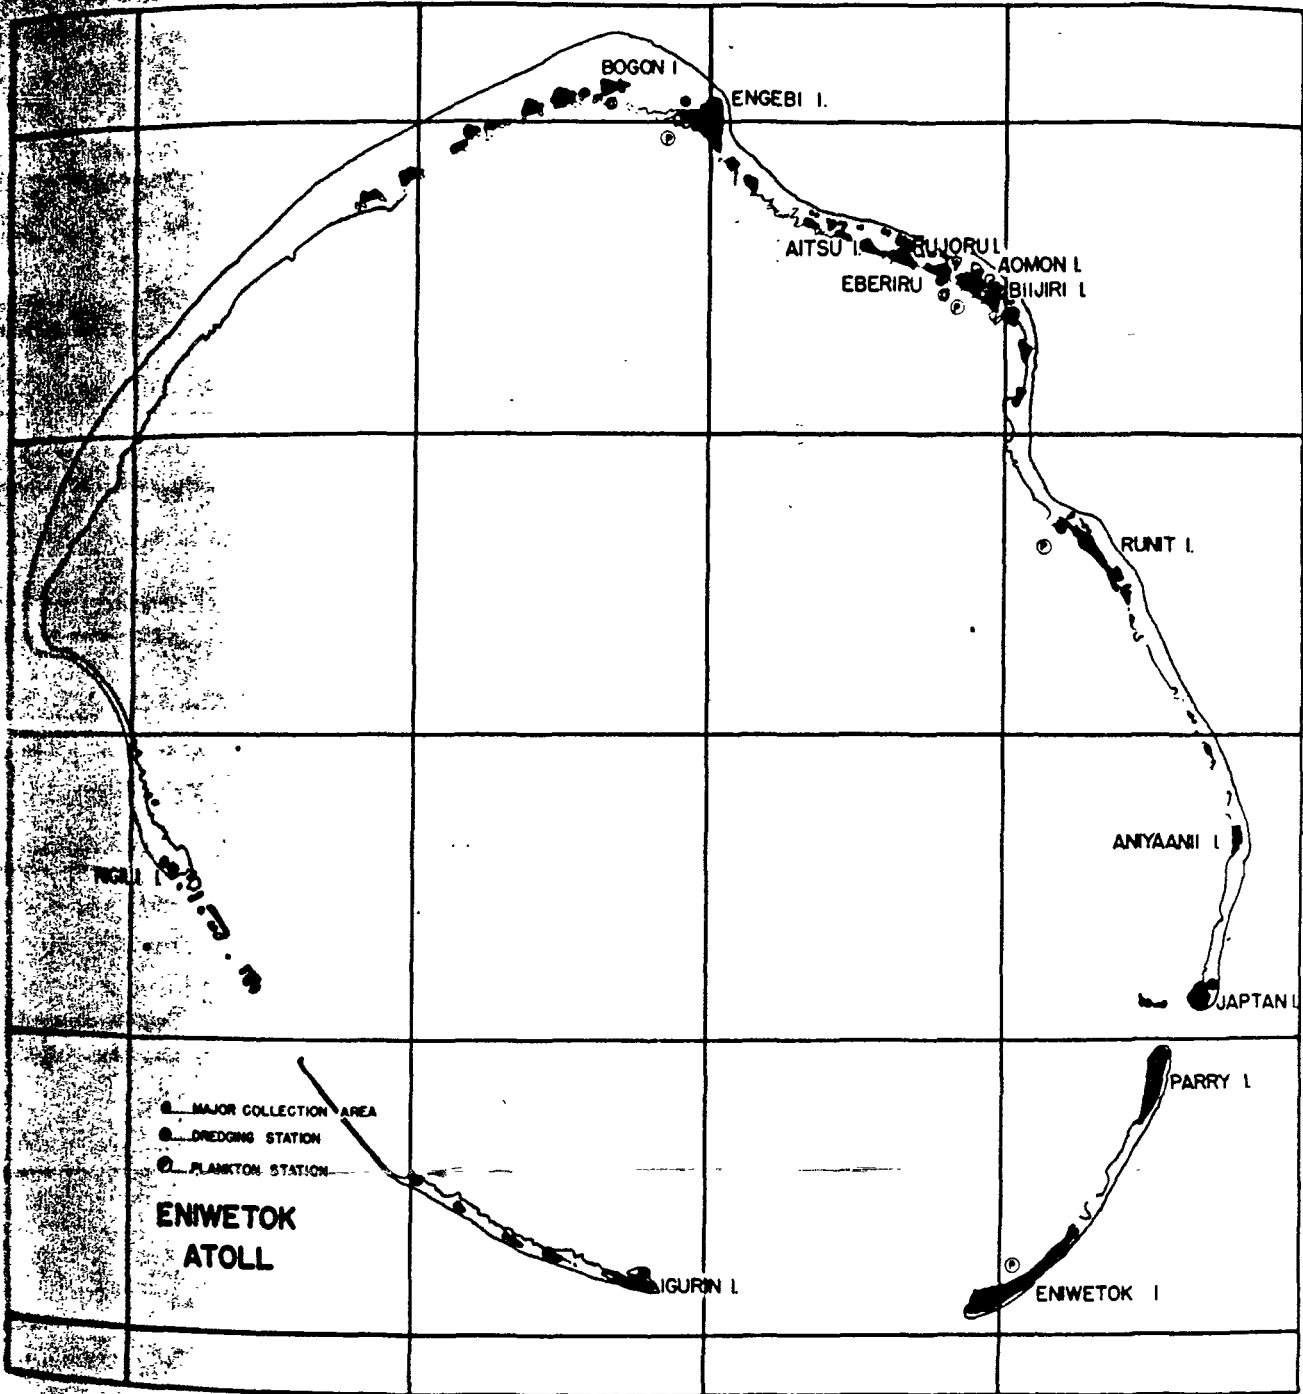 BOGON I
ENGEBI I.
AITSU I.
RUJORU I.
AOMON I.
EBERIRU
BIIJIRI I.
RUNIT I.
ANIYAANII I.
RIGILI I.
JAPTAN I.
PARRY I.
MAJOR COLLECTION AREA
DREDGING STATION
P PLANKTON STATION
ENIWETOK
ATOLL
IGURIN I.
ENIWETOK I
P
P
P
P